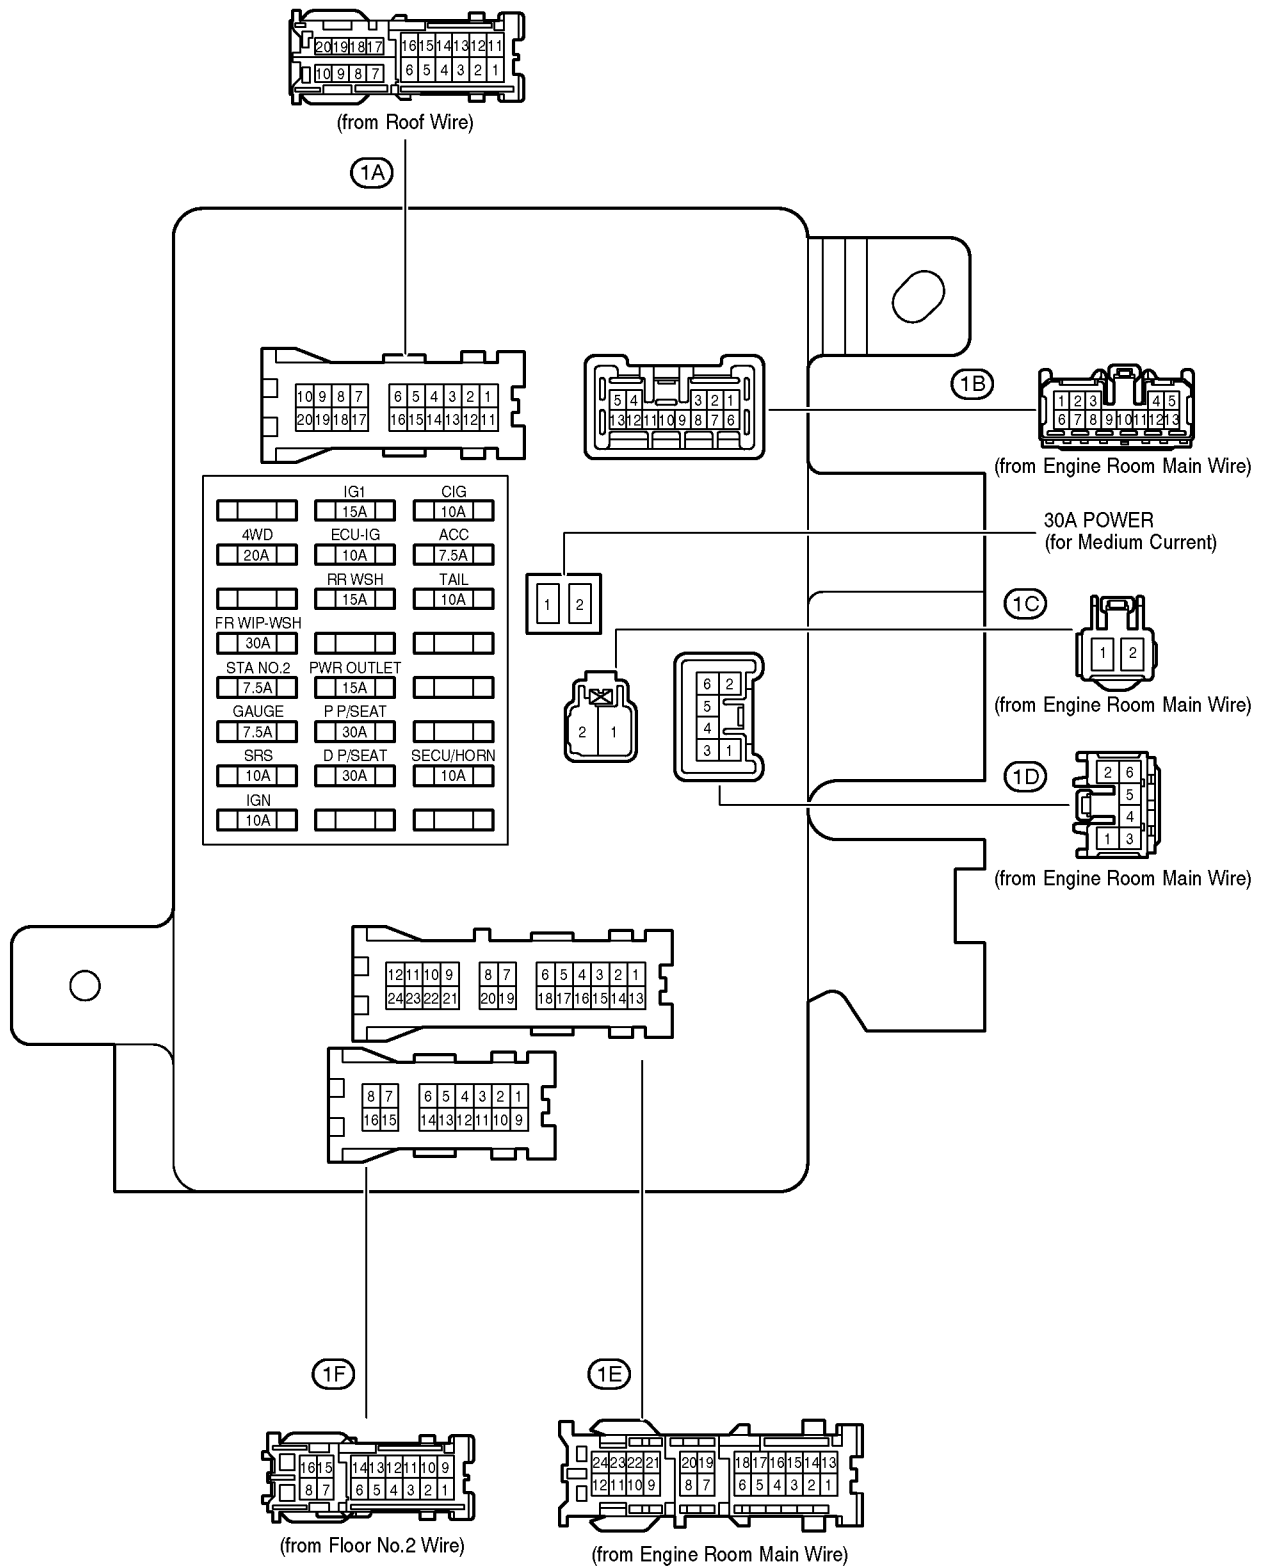 20 19 18 17 16 15 14 13 12 11
10 9 8 7 6 5 4 3 2 1
(from Roof Wire)
1A
10 9 8 7 6 5 4 3 2 1
20 19 18 17 16 15 14 13 12 11
5 4 3 2 1
13 12 11 10 9 8 7 6
1B
1 2 3 4 5
6 7 8 9 10 11 12 13
(from Engine Room Main Wire)
IG1 CIG
15A 10A
4WD ECU-IG ACC
20A 10A 7.5A
RR WSH TAIL
15A 10A
FR WIP-WSH
30A
STA NO.2 PWR OUTLET
7.5A 15A
GAUGE P P/SEAT
7.5A 30A
SRS D P/SEAT SECU/HORN
10A 30A 10A
IGN
10A
30A POWER
(for Medium Current)
1 2
1C
1 2
(from Engine Room Main Wire)
2 1
6 2
5
4
3 1
1D
2 6
5
4
1 3
(from Engine Room Main Wire)
12 11 10 9 8 7 6 5 4 3 2 1
24 23 22 21 20 19 18 17 16 15 14 13
8 7 6 5 4 3 2 1
16 15 14 13 12 11 10 9
1F
16 15 14 13 12 11 10 9
8 7 6 5 4 3 2 1
(from Floor No.2 Wire)
1E
24 23 22 21 20 19 18 17 16 15 14 13
12 11 10 9 8 7 6 5 4 3 2 1
(from Engine Room Main Wire)